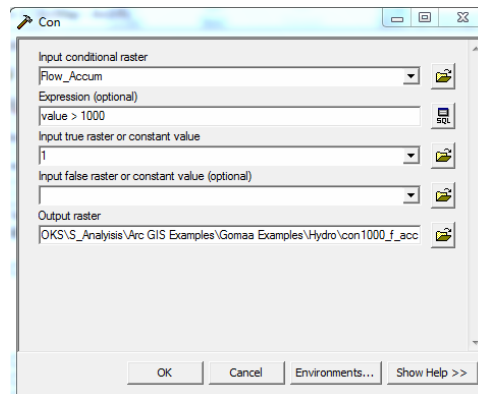 Con
Input conditional raster
Flow_Accum
Expression (optional)
value > 1000
SQL
Input true raster or constant value
1
Input false raster or constant value (optional)
Output raster
OKS\S_Analyisis\Arc GIS Examples\Gomaa Examples\Hydro\con1000_f_acc
OK
Cancel
Environments...
Show Help >>